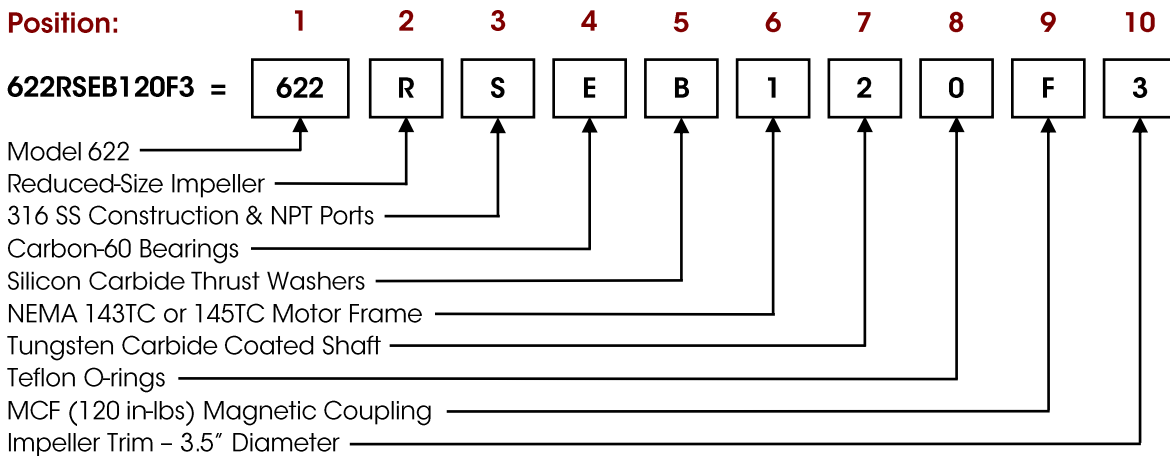 Position: 1 2 3 4 5 6 7 8 9 10
622RSEB120F3 = 622 R S E B 1 2 0 F 3
Model 622
Reduced-Size Impeller
316 SS Construction & NPT Ports
Carbon-60 Bearings
Silicon Carbide Thrust Washers
NEMA 143TC or 145TC Motor Frame
Tungsten Carbide Coated Shaft
Teflon O-rings
MCF (120 in-lbs) Magnetic Coupling
Impeller Trim – 3.5” Diameter